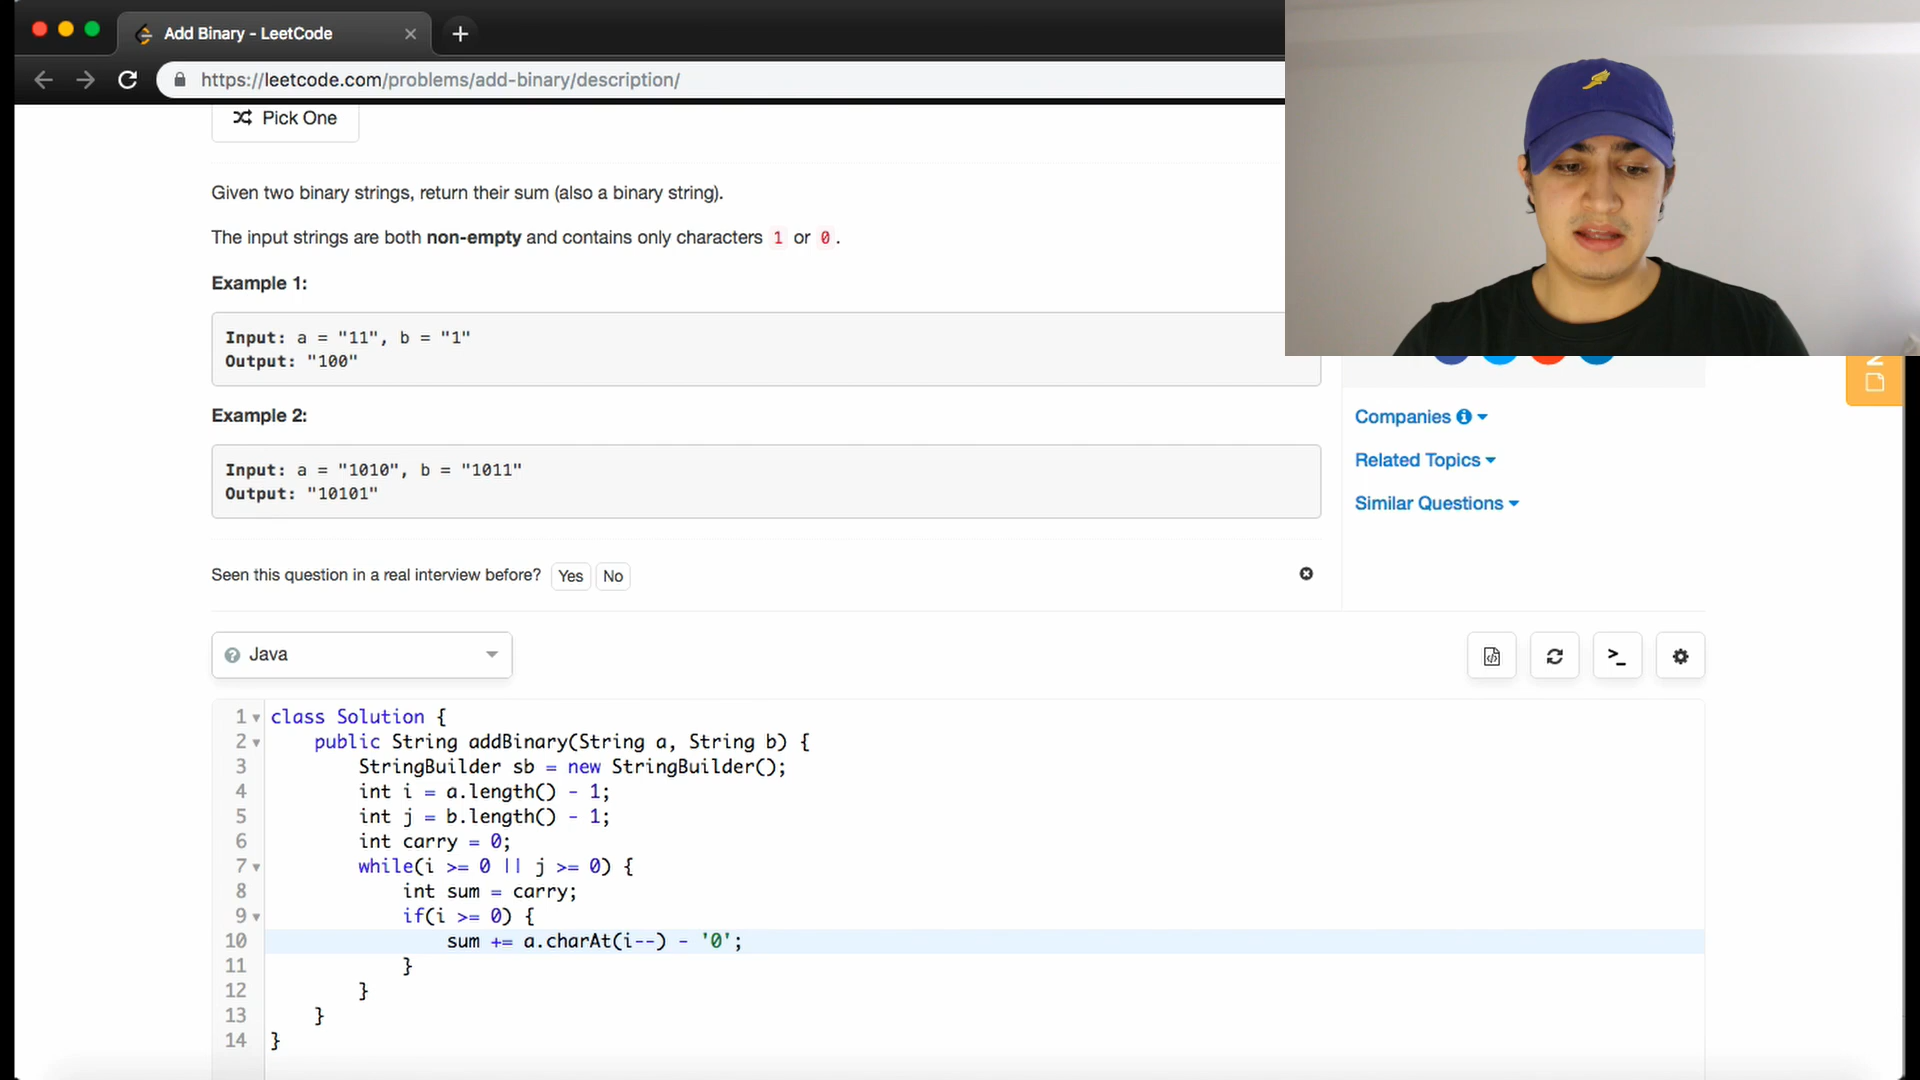 Add Binary - LeetCode
https://leetcode.com/problems/add-binary/description/
Pick One
Given two binary strings, return their sum (also a binary string).
The input strings are both non-empty and contains only characters 1 or 0 .
Example 1:
Input: a = "11", b = "1"
Output: "100"
Example 2:
Input: a = "1010", b = "1011"
Output: "10101"
Companies
Related Topics
Similar Questions
Seen this question in a real interview before? Yes No
Java
1 class Solution {
2 public String addBinary(String a, String b) {
3 StringBuilder sb = new StringBuilder();
4 int i = a.length() - 1;
5 int j = b.length() - 1;
6 int carry = 0;
7 while(i >= 0 || j >= 0) {
8 int sum = carry;
9 if(i >= 0) {
10 sum += a.charAt(i--) - '0';
11 }
12 }
13 }
14 }